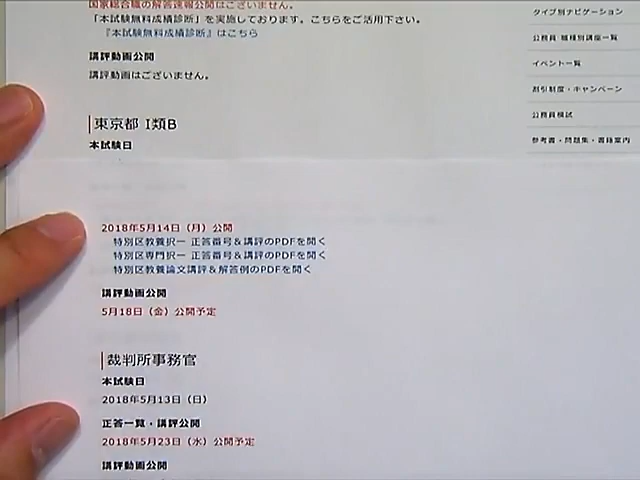 国家総合職の解答速報公開はございません。
「本試験無料成績診断」を実施しております。こちらをご活用下さい。
『本試験無料成績診断』はこちら
講評動画公開
講評動画はございません。
東京都 Ⅰ類B
本試験日
2018年5月14日（月）公開
特別区教養択一 正答番号＆講評のPDFを開く
特別区専門択一 正答番号＆講評のPDFを開く
特別区教養論文講評＆解答例のPDFを開く
講評動画公開
5月18日（金）公開予定
裁判所事務官
本試験日
2018年5月13日（日）
正答一覧・講評公開
2018年5月23日（水）公開予定
講評動画公開
タイプ別ナビゲーション
公務員 職種別講座一覧
イベント一覧
割引制度・キャンペーン
公務員模試
参考書・問題集・書籍案内